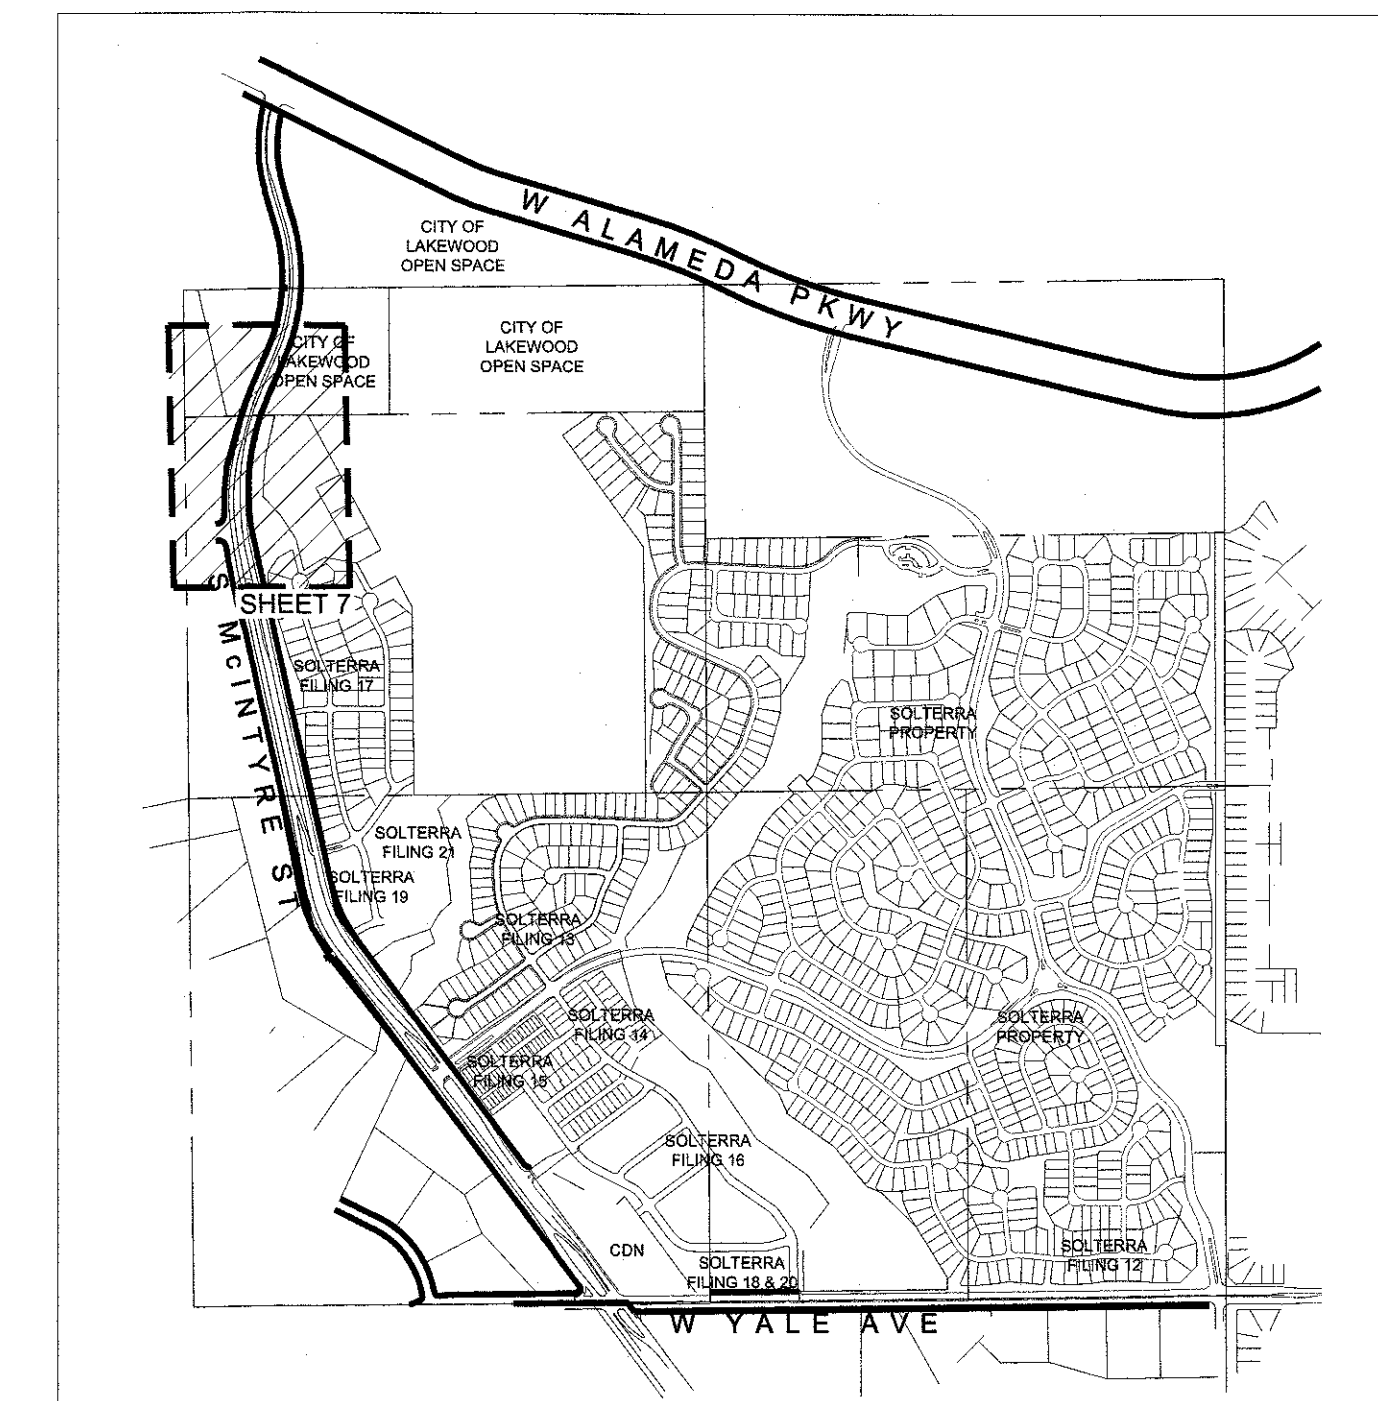 W ALAMEDA PKWY
CITY OF
LAKEWOOD
OPEN SPACE
CITY OF
LAKEWOOD
OPEN SPACE
CITY OF
LAKEWOOD
OPEN SPACE
SHEET 7
S McINTYRE ST
SOLTERRA
FILING 17
SOLTERRA
PROPERTY
SOLTERRA
FILING 21
SOLTERRA
FILING 19
SOLTERRA
FILING 13
SOLTERRA
FILING 14
SOLTERRA
PROPERTY
SOLTERRA
FILING 15
SOLTERRA
FILING 16
CDN
SOLTERRA
FILING 18 & 20
SOLTERRA
FILING 12
W YALE AVE